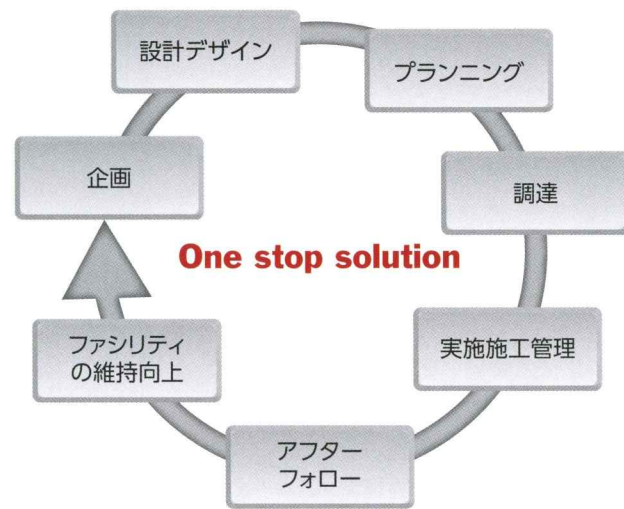 設計デザイン
プランニング
企画
調達
One stop solution
ファシリティ
の維持向上
実施施工管理
アフター
フォロー